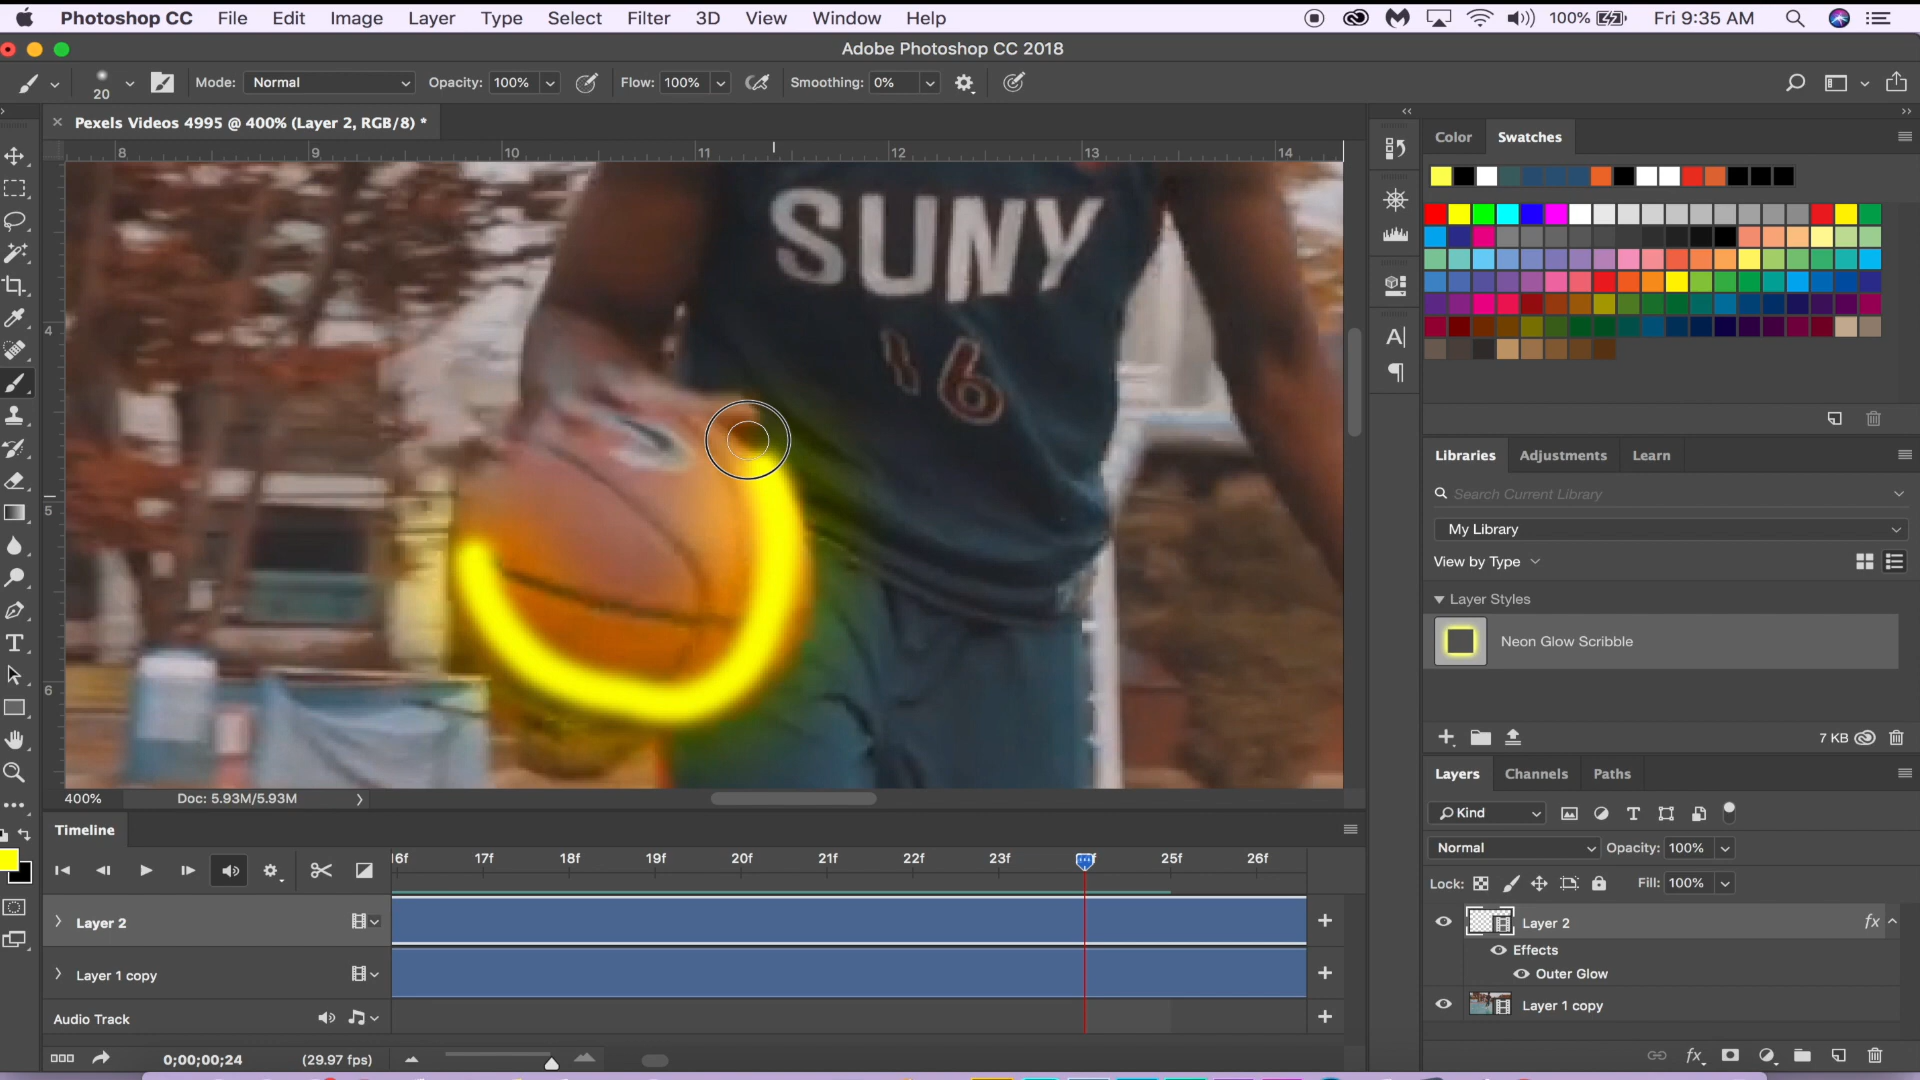 Photoshop CC File Edit Image Layer Type Select Filter 3D View Window Help 100% Fri 9:35 AM
Adobe Photoshop CC 2018
20 Mode: Normal Opacity: 100% Flow: 100% Smoothing: 0%
Pexels Videos 4995 @ 400% (Layer 2, RGB/8) *
8 9 10 11 12 13 14
4
5
6
SUNY
16
400% Doc: 5.93M/5.93M
Timeline
16f 17f 18f 19f 20f 21f 22f 23f 25f 26f
Layer 2
Layer 1 copy
Audio Track
0;00;00;24 (29.97 fps)
Color Swatches
Libraries Adjustments Learn
Search Current Library
My Library
View by Type
Layer Styles
Neon Glow Scribble
7 KB
Layers Channels Paths
Kind
Normal Opacity: 100%
Lock: Fill: 100%
Layer 2 fx
Effects
Outer Glow
Layer 1 copy
fx